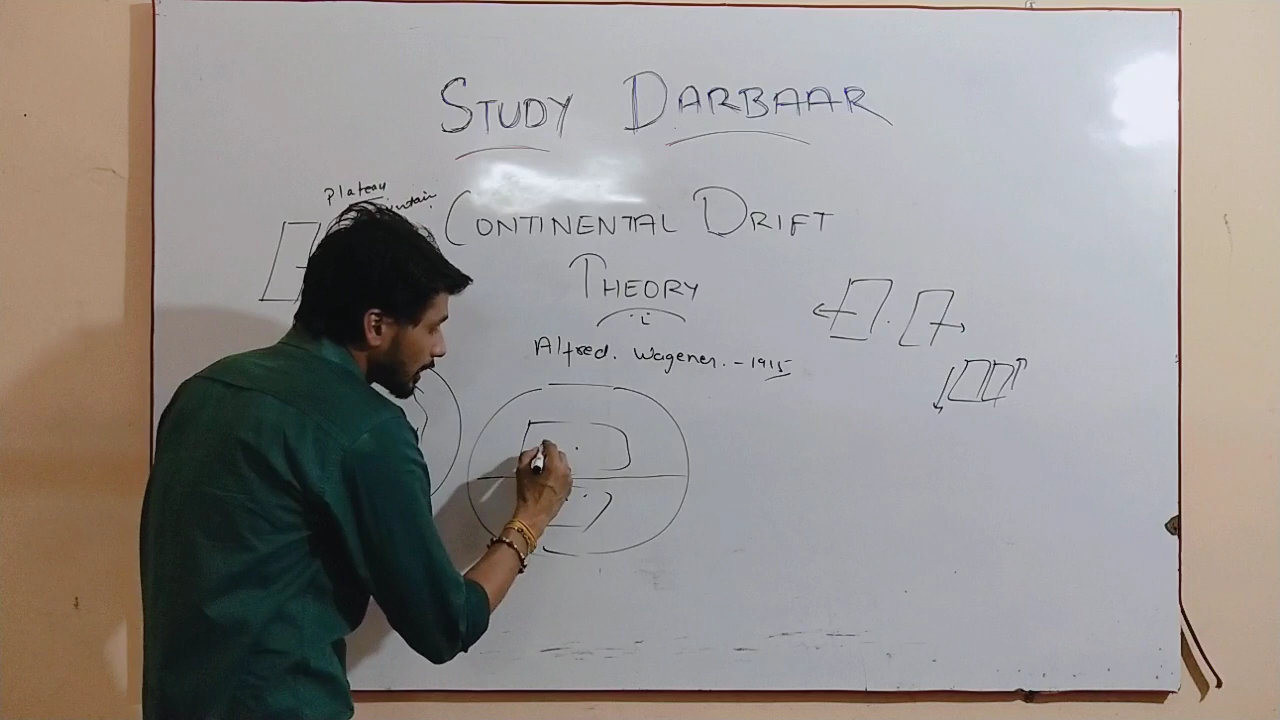 STUDY DARBAAR
Plateau
CONTINENTAL DRIFT
THEORY
Alfred. Wagener. - 1915